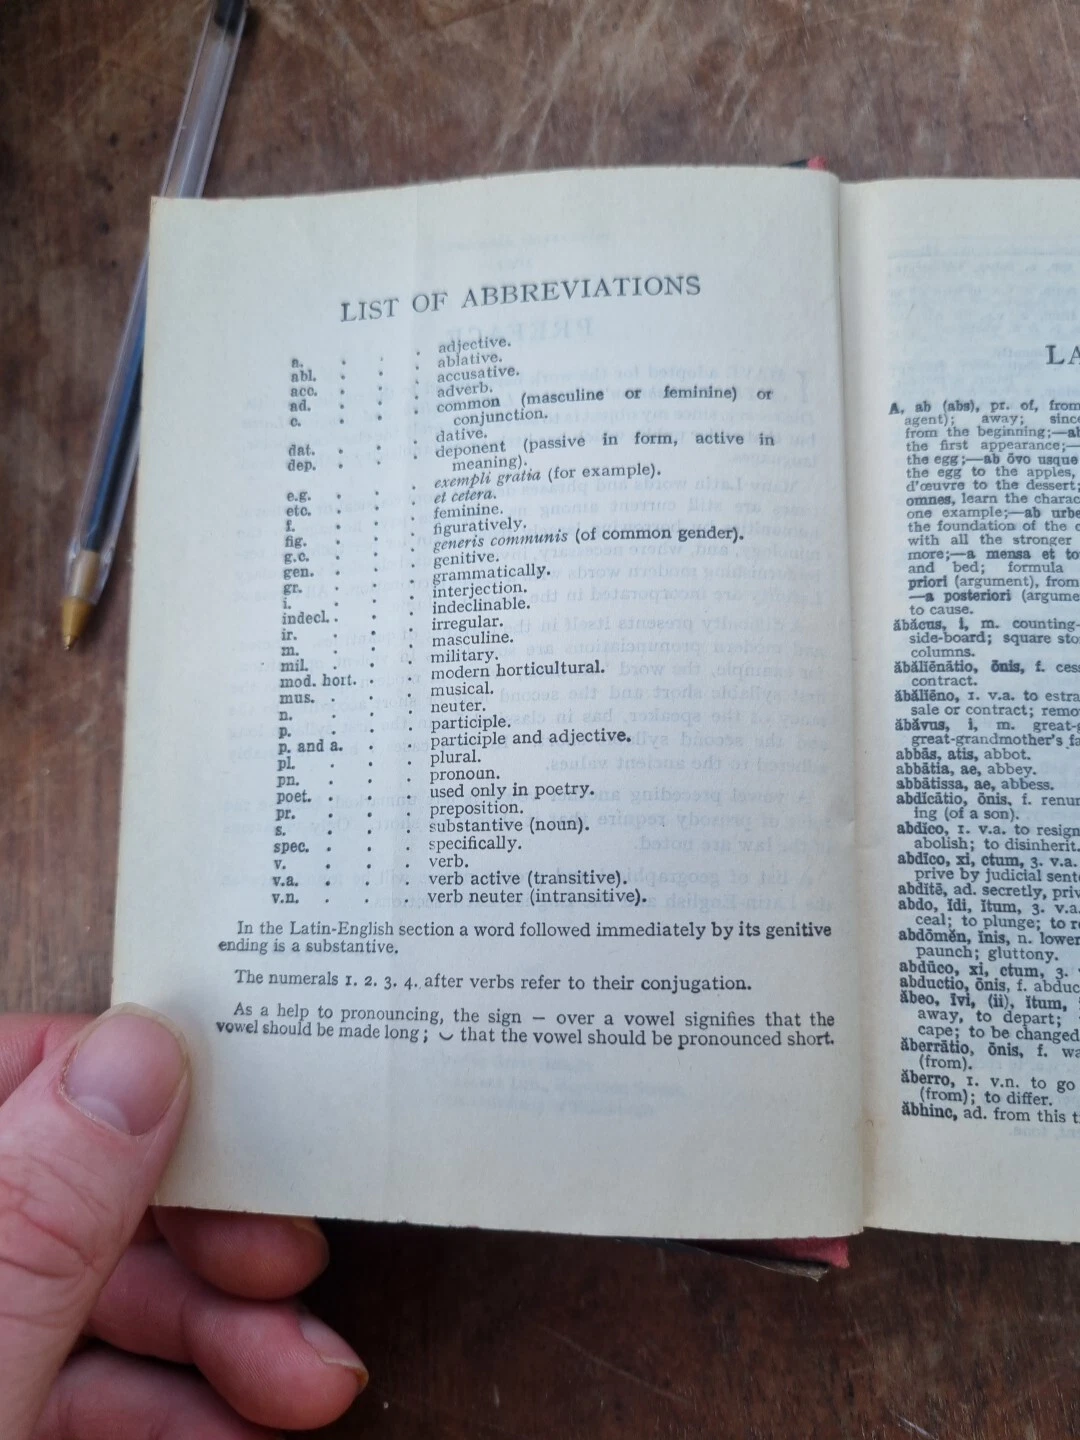 LIST OF ABBREVIATIONS
a. . . . adjective.
abl. . . . ablative.
acc. . . . accusative.
ad. . . . adverb.
c. . . . common (masculine or feminine) or
conjunction.
dat. . . . dative.
dep. . . . deponent (passive in form, active in
meaning).
e.g. . . . exempli gratia (for example).
etc. . . . et cetera.
f. . . . feminine.
fig. . . . figuratively.
g.c. . . . generis communis (of common gender).
gen. . . . genitive.
gr. . . . grammatically.
i. . . . interjection.
indecl. . . . indeclinable.
ir. . . . irregular.
m. . . . masculine.
mil. . . . military.
mod. hort. . . modern horticultural.
mus. . . . musical.
n. . . . neuter.
p. . . . participle.
p. and a. . . participle and adjective.
pl. . . . plural.
pn. . . . pronoun.
poet. . . . used only in poetry.
pr. . . . preposition.
s. . . . substantive (noun).
spec. . . . specifically.
v. . . . verb.
v.a. . . . verb active (transitive).
v.n. . . . verb neuter (intransitive).
In the Latin-English section a word followed immediately by its genitive
ending is a substantive.
The numerals 1. 2. 3. 4. after verbs refer to their conjugation.
As a help to pronouncing, the sign — over a vowel signifies that the
vowel should be made long; ◡ that the vowel should be pronounced short.
LA
A, ab (abs), pr. of, from
agent); away; since
from the beginning;—ab
the first appearance;—
the egg;—ab ōvo usque
the egg to the apples,
d'œuvre to the dessert;
omnes, learn the charac
one example;—ab urbe
the foundation of the c
with all the stronger
more;—a mensa et to
and bed; formula
priori (argument), from
—a posteriori (argume
to cause.
ăbăcus, i, m. counting-
side-board; square sto
columns.
ăbălĭēnātĭo, ōnis, f. cess
contract.
ăbălĭēno, 1. v.a. to estra
sale or contract; remo
ăbăvus, i, m. great-g
great-grandmother's fa
abbās, atis, abbot.
abbātia, ae, abbey.
abbātissa, ae, abbess.
abdĭcātĭo, ōnis, f. renun
ing (of a son).
abdĭco, 1. v.a. to resign
abolish; to disinherit.
abdīco, xi, ctum, 3. v.a.
prive by judicial sente
abdĭtē, ad. secretly, priv
abdo, ĭdi, ĭtum, 3. v.a.
ceal; to plunge; to re
abdōmĕn, ĭnis, n. lower
paunch; gluttony.
abdūco, xi, ctum, 3.
abductio, ōnis, f. abduc
ăbeo, īvi, (ii), ĭtum,
away, to depart;
cape; to be changed
ăberrātĭo, ōnis, f. wa
(from).
ăberro, 1. v.n. to go
(from); to differ.
ăbhinc, ad. from this t